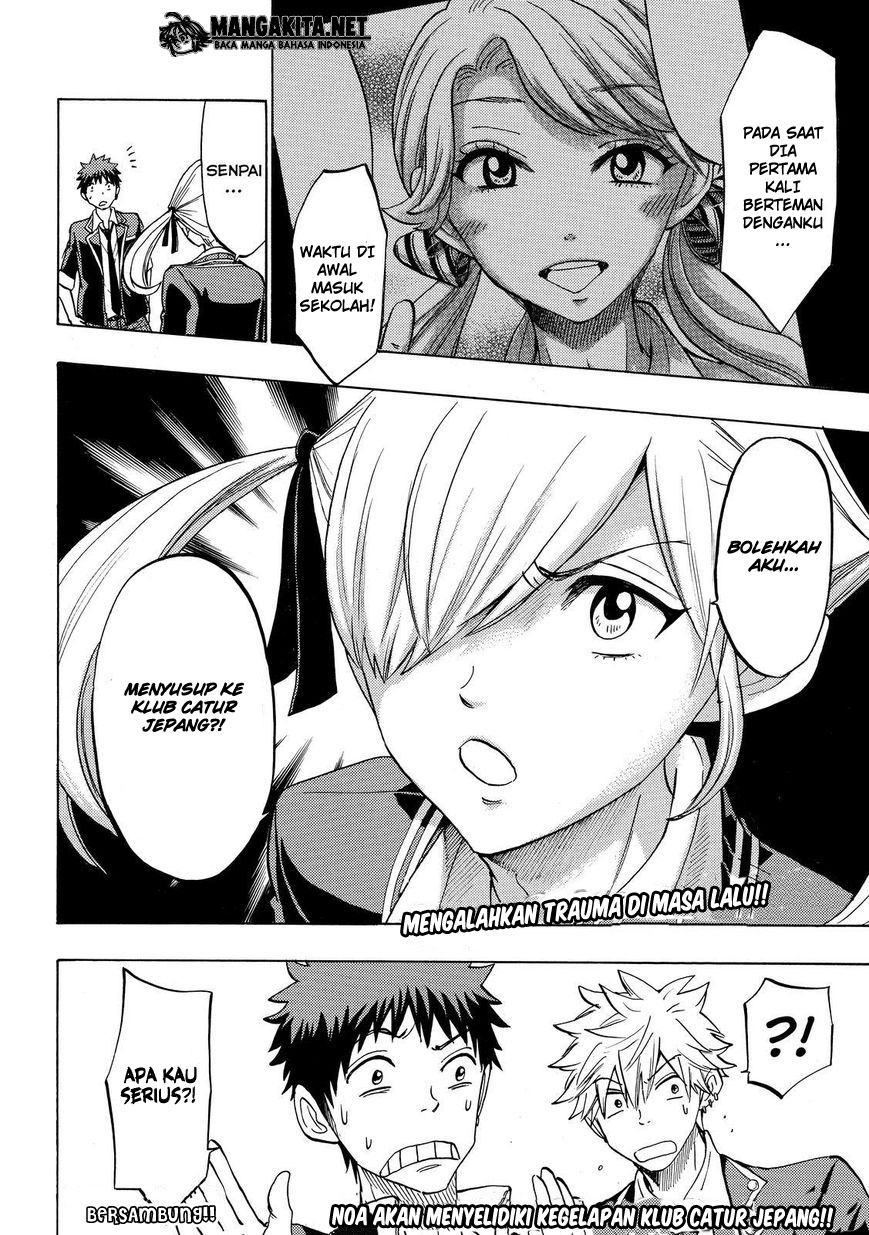 MANGAKITA.NET
BACA MANGA BAHASA INDONESIA
PADA SAAT
DIA
PERTAMA
KALI
BERTEMAN
DENGANKU
...
WAKTU DI
AWAL
MASUK
SEKOLAH!
SENPAI
...
BOLEHKAH
AKU...
MENYUSUP KE
KLUB CATUR
JEPANG?!
MENGALAHKAN TRAUMA DI MASA LALU!!
?!
APA KAU
SERIUS?!
BERSAMBUNG!!
NOA AKAN MENYELIDIKI KEGELAPAN KLUB CATUR JEPANG!!